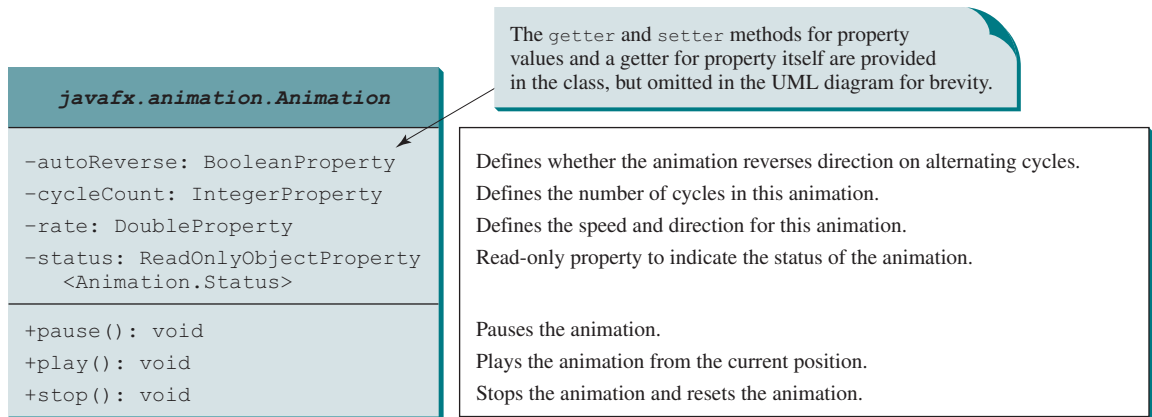 The getter and setter methods for property
values and a getter for property itself are provided
in the class, but omitted in the UML diagram for brevity.
javafx.animation.Animation
-autoReverse: BooleanProperty
Defines whether the animation reverses direction on alternating cycles.
-cycleCount: IntegerProperty
Defines the number of cycles in this animation.
-rate: DoubleProperty
Defines the speed and direction for this animation.
-status: ReadOnlyObjectProperty
<Animation.Status>
Read-only property to indicate the status of the animation.
+pause(): void
Pauses the animation.
+play(): void
Plays the animation from the current position.
+stop(): void
Stops the animation and resets the animation.